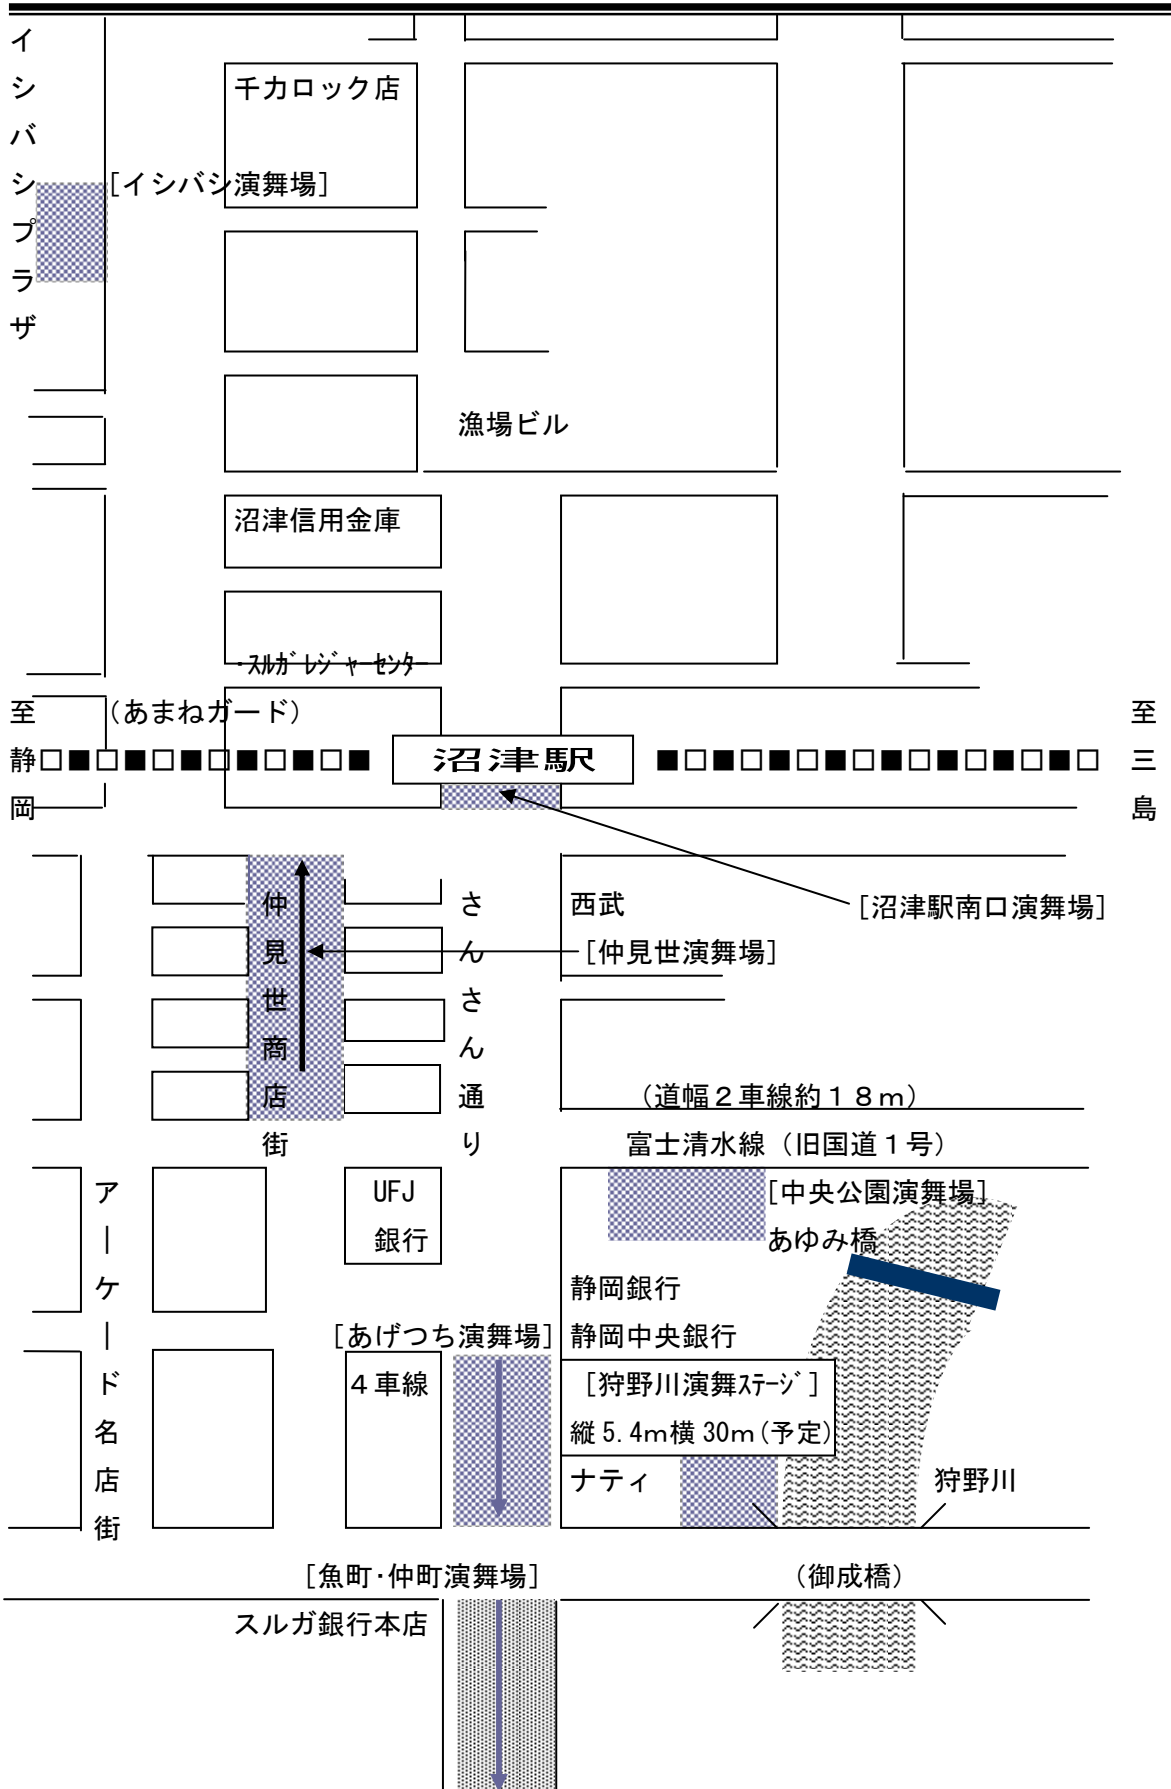 イシバシプラザ
千力ロック店
[イシバシ演舞場]
漁場ビル
沼津信用金庫
・スルガレジャーセンター
至静岡
(あまねガード)
沼津駅
至三島
[沼津駅南口演舞場]
仲見世商店街
さんさん通り
西武
[仲見世演舞場]
(道幅2車線約18m)
富士清水線(旧国道1号)
アーケード名店街
UFJ
銀行
[中央公園演舞場]
あゆみ橋
静岡銀行
[あげつち演舞場]
静岡中央銀行
4車線
[狩野川演舞ステージ]
縦5.4m横30m(予定)
ナティ
狩野川
[魚町・仲町演舞場]
(御成橋)
スルガ銀行本店